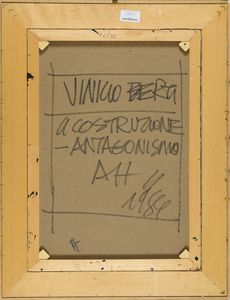 VINICIO BERTI
COSTRUZIONE
-ANTAGONISMO
AH
1984